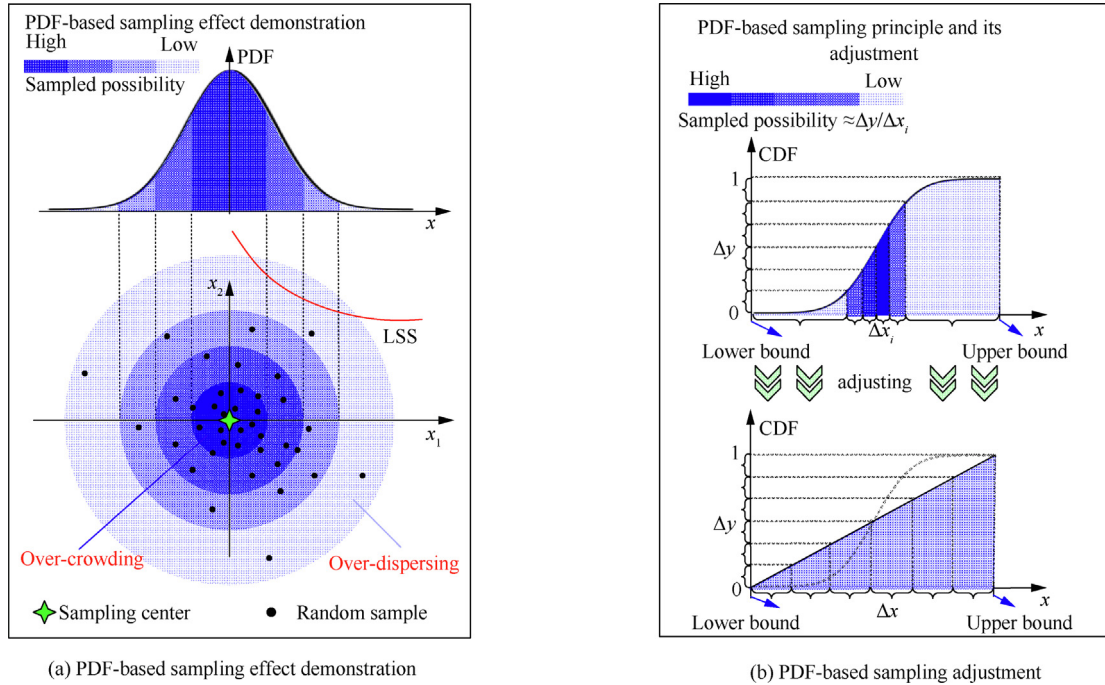 PDF-based sampling effect demonstration
High Low
Sampled possibility
PDF
x
x2
LSS
x1
Over-crowding
Over-dispersing
Sampling center
Random sample
(a) PDF-based sampling effect demonstration
PDF-based sampling principle and its
adjustment
High Low
Sampled possibility ≈Δy/Δxi
CDF
1
Δy
0
Δxi
x
Lower bound
Upper bound
adjusting
CDF
1
Δy
0
Δx
x
Lower bound
Upper bound
(b) PDF-based sampling adjustment